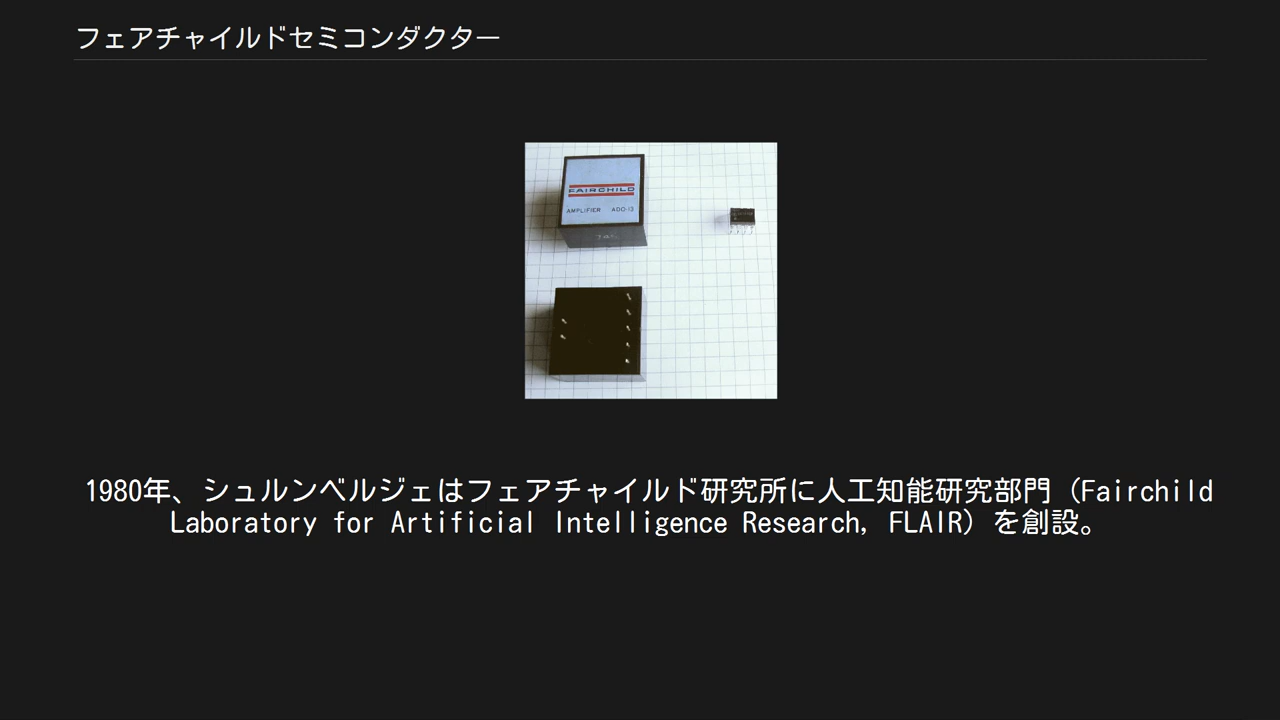 フェアチャイルドセミコンダクター
FAIRCHILD
AMPLIFIER ADO-13
1980年、シュルンベルジェはフェアチャイルド研究所に人工知能研究部門（Fairchild
Laboratory for Artificial Intelligence Research, FLAIR）を創設。